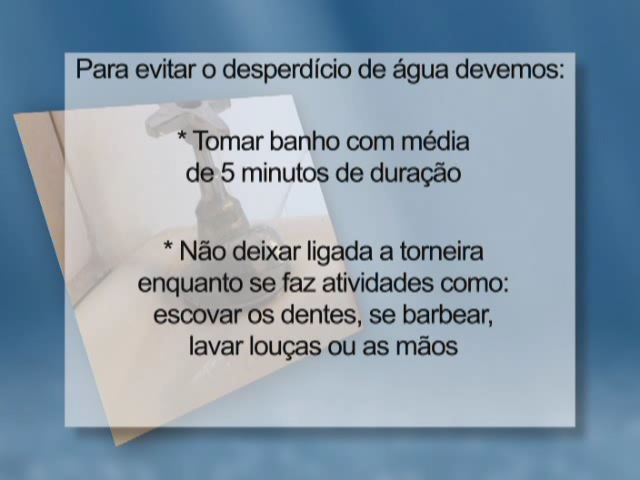 Para evitar o desperdício de água devemos:
* Tomar banho com média
de 5 minutos de duração
* Não deixar ligada a torneira
enquanto se faz atividades como:
escovar os dentes, se barbear,
lavar louças ou as mãos